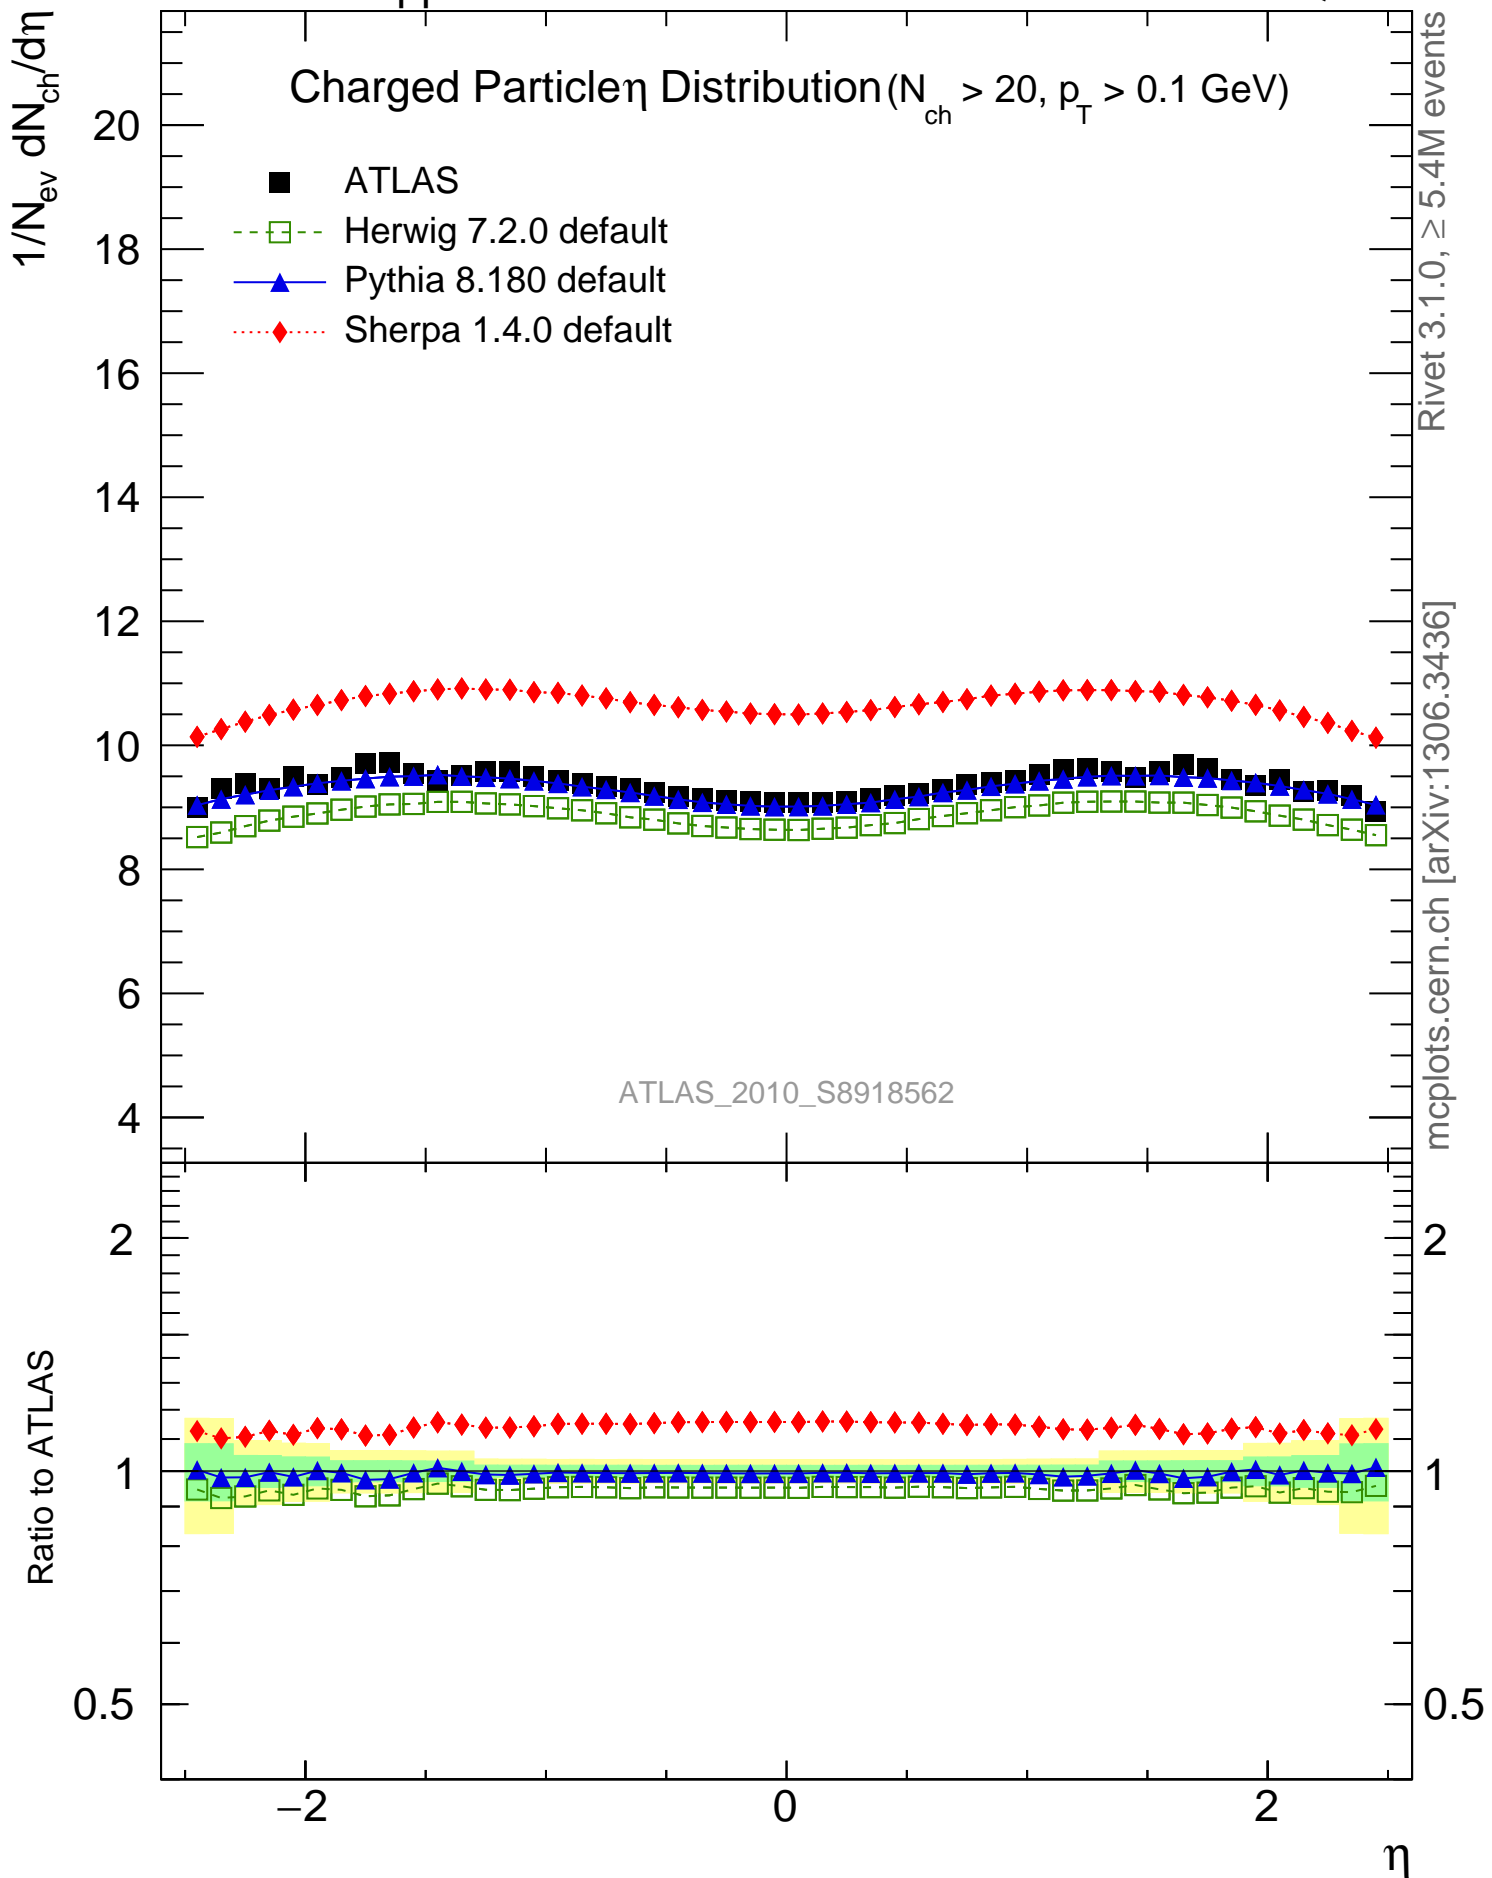 pp
Charged Particleη Distribution (N_ch > 20, p_T > 0.1 GeV)
ATLAS
Herwig 7.2.0 default
Pythia 8.180 default
Sherpa 1.4.0 default
1/N_ev dN_ch/dη
20
18
16
14
12
10
8
6
4
ATLAS_2010_S8918562
Rivet 3.1.0, ≥ 5.4M events
mcplots.cern.ch [arXiv:1306.3436]
Ratio to ATLAS
2
1
0.5
2
1
0.5
−2
0
2
η